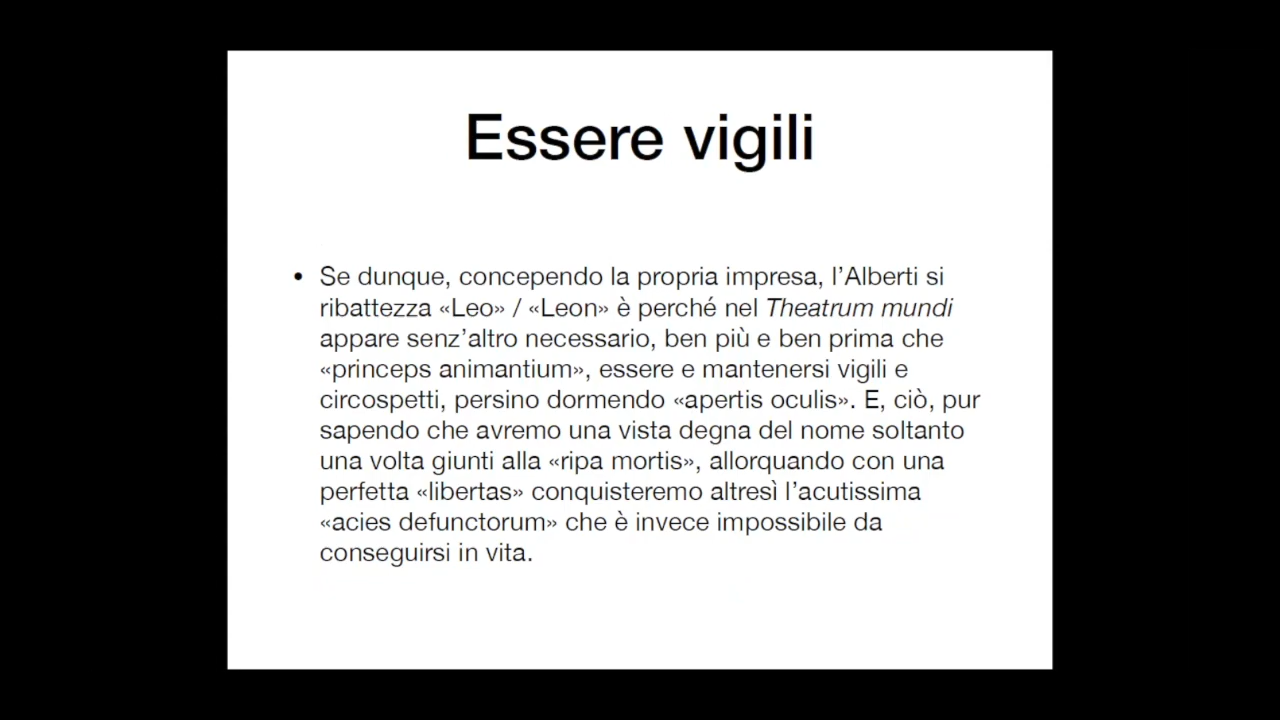 Essere vigili
• Se dunque, concependo la propria impresa, l’Alberti si
ribattezza «Leo» / «Leon» è perché nel Theatrum mundi
appare senz’altro necessario, ben più e ben prima che
«princeps animantium», essere e mantenersi vigili e
circospetti, persino dormendo «apertis oculis». E, ciò, pur
sapendo che avremo una vista degna del nome soltanto
una volta giunti alla «ripa mortis», allorquando con una
perfetta «libertas» conquisteremo altresì l’acutissima
«acies defunctorum» che è invece impossibile da
conseguirsi in vita.